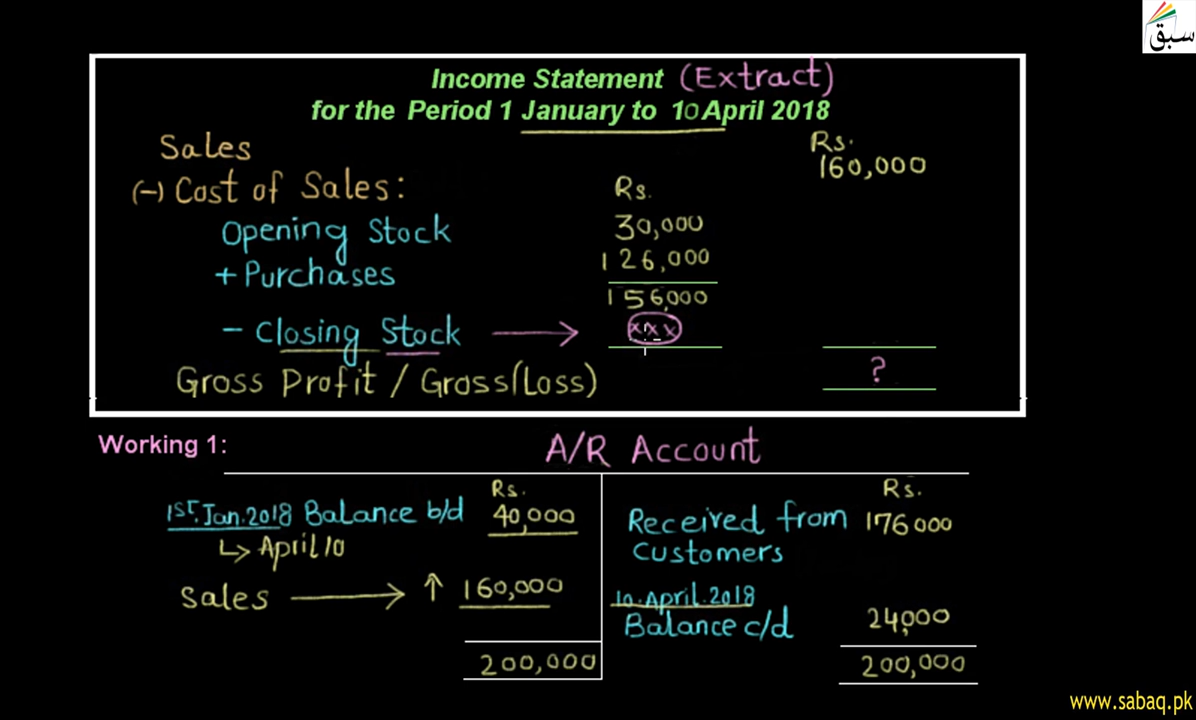 سبق
Income Statement (Extract)
for the Period 1 January to 10 April 2018
Rs.
Sales 160,000
(-) Cost of Sales: Rs.
Opening Stock 30,000
+ Purchases 126,000
156,000
- Closing Stock xxx
Gross Profit / Gross(Loss) ?
Working 1: A/R Account
Rs. Rs.
1ST.Jan.2018 Balance b/d 40,000 Received from 176000
April 10 Customers
Sales 160,000 10.April.2018
Balance c/d 24,000
200,000 200,000
www.sabaq.pk